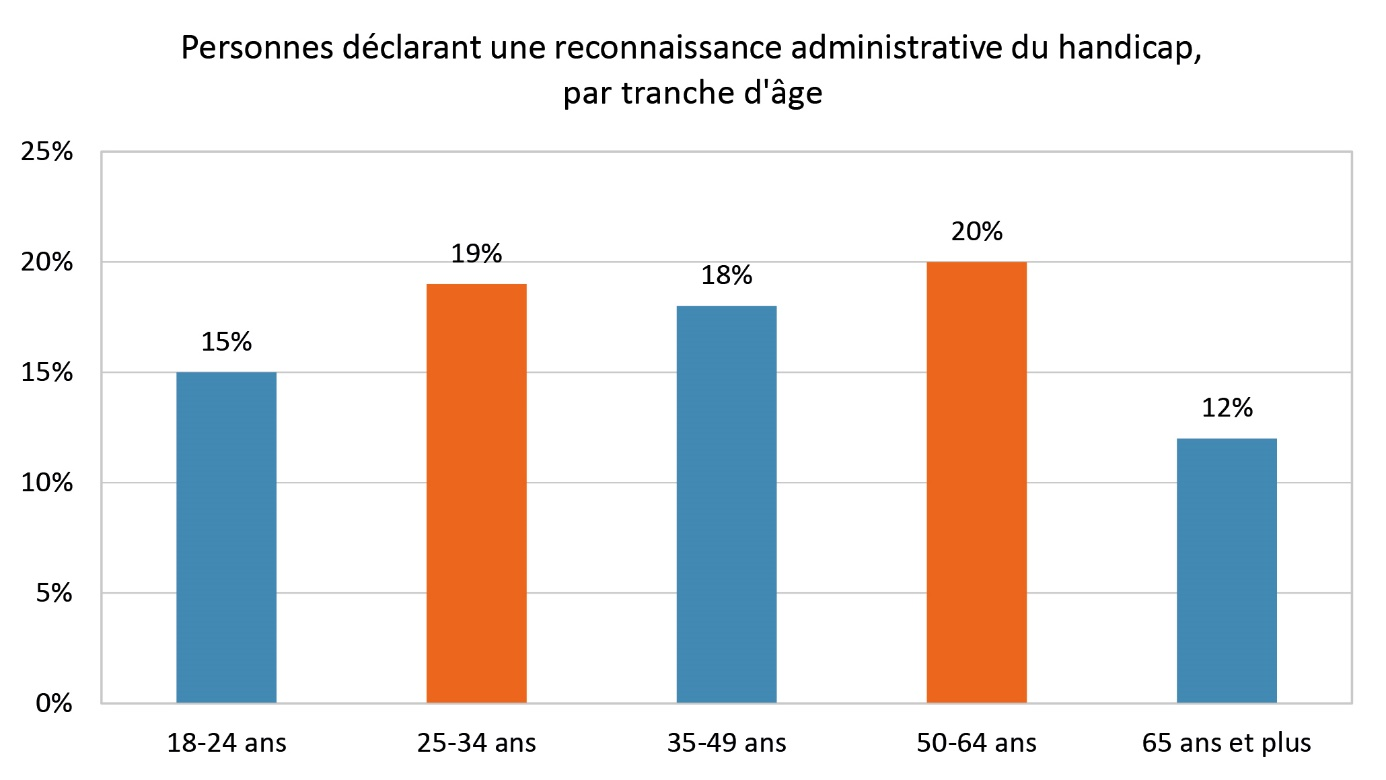 Personnes déclarant une reconnaissance administrative du handicap,
par tranche d'âge
25%
20%
15%
10%
5%
0%
15%
19%
18%
20%
12%
18-24 ans
25-34 ans
35-49 ans
50-64 ans
65 ans et plus